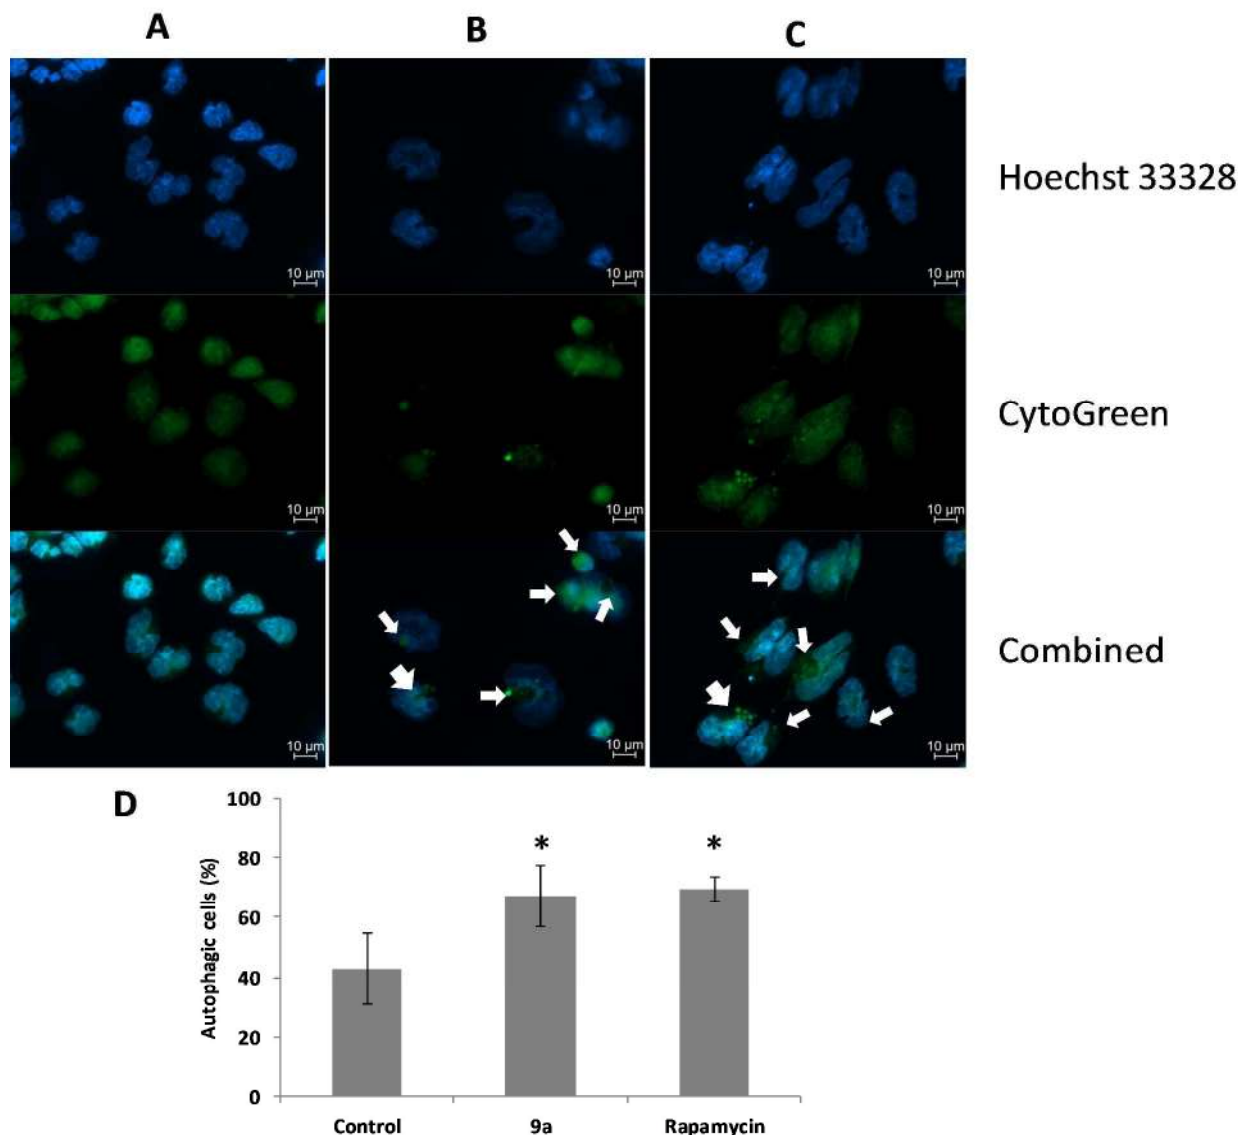 A B C
Hoechst 33328
10 µm 10 µm 10 µm
CytoGreen
10 µm 10 µm 10 µm
Combined
10 µm 10 µm 10 µm
D
100
80
60
40
20
0
Autophagic cells (%)
* *
Control 9a Rapamycin